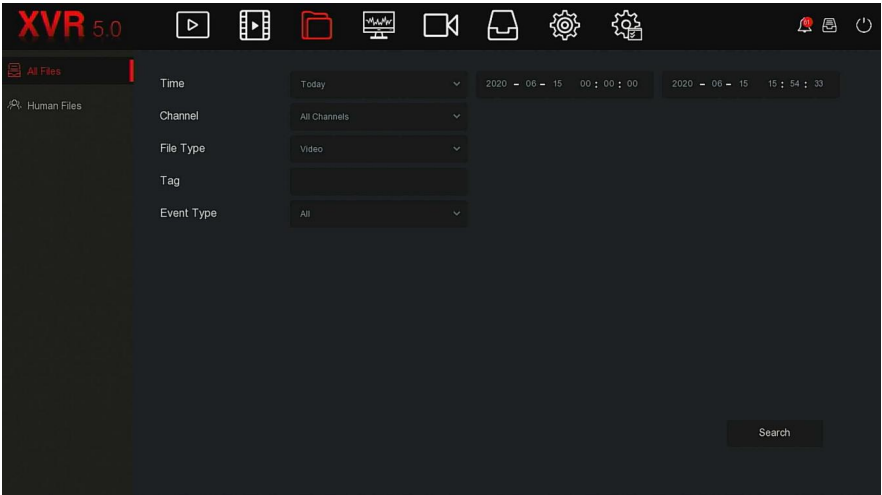 XVR 5.0
All Files
Human Files
Time Today 2020 - 06 - 15 00 : 00 : 00 2020 - 06 - 15 15 : 54 : 33
Channel All Channels
File Type Video
Tag
Event Type All
Search